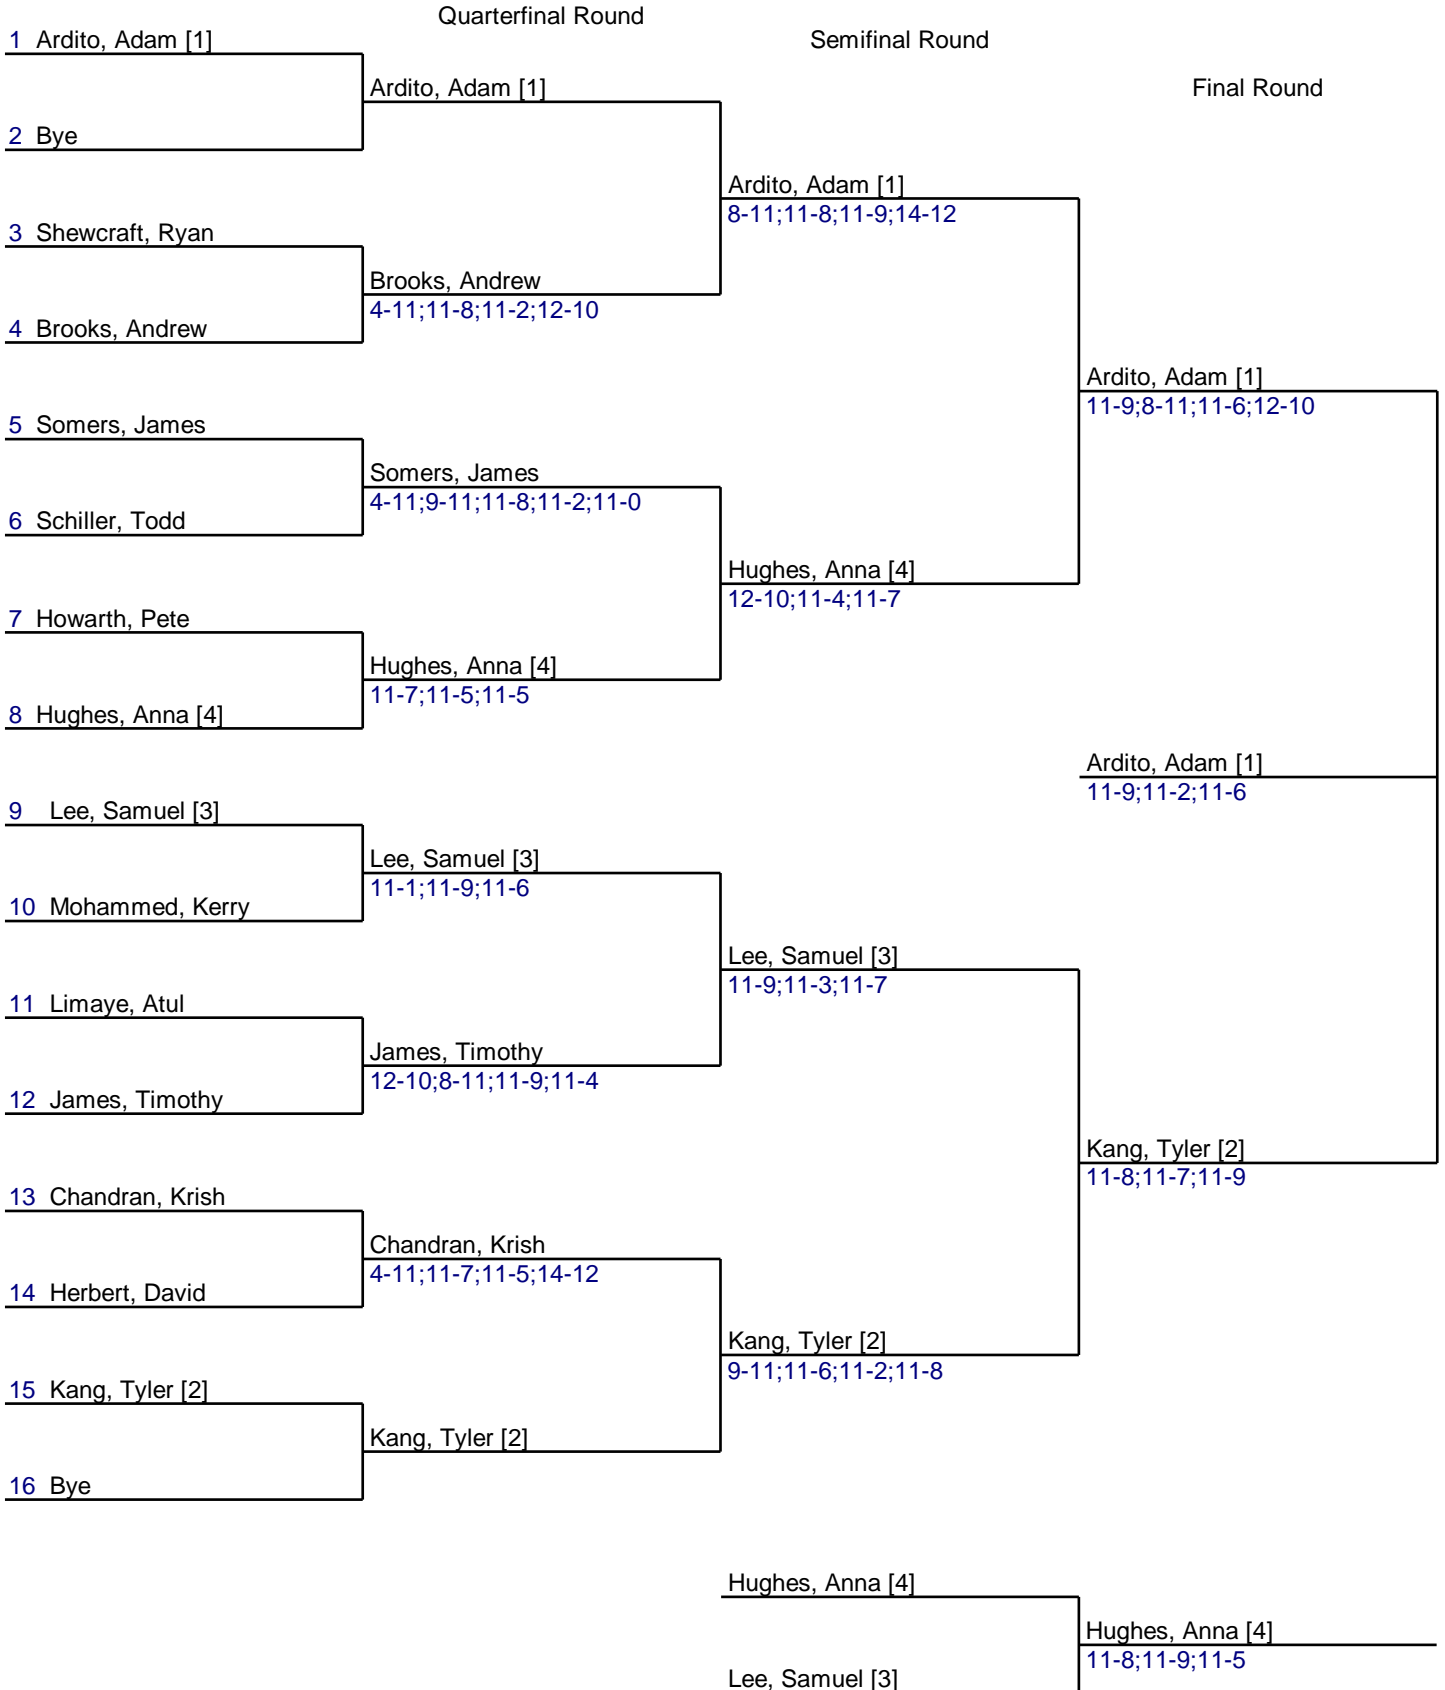 Quarterfinal Round
Semifinal Round
Final Round
1 Ardito, Adam [1]
2 Bye
3 Shewcraft, Ryan
4 Brooks, Andrew
5 Somers, James
6 Schiller, Todd
7 Howarth, Pete
8 Hughes, Anna [4]
9 Lee, Samuel [3]
10 Mohammed, Kerry
11 Limaye, Atul
12 James, Timothy
13 Chandran, Krish
14 Herbert, David
15 Kang, Tyler [2]
16 Bye
Ardito, Adam [1]
Brooks, Andrew
4-11;11-8;11-2;12-10
Somers, James
4-11;9-11;11-8;11-2;11-0
Hughes, Anna [4]
11-7;11-5;11-5
Lee, Samuel [3]
11-1;11-9;11-6
James, Timothy
12-10;8-11;11-9;11-4
Chandran, Krish
4-11;11-7;11-5;14-12
Kang, Tyler [2]
Ardito, Adam [1]
8-11;11-8;11-9;14-12
Hughes, Anna [4]
12-10;11-4;11-7
Lee, Samuel [3]
11-9;11-3;11-7
Kang, Tyler [2]
9-11;11-6;11-2;11-8
Ardito, Adam [1]
11-9;8-11;11-6;12-10
Ardito, Adam [1]
11-9;11-2;11-6
Kang, Tyler [2]
11-8;11-7;11-9
Hughes, Anna [4]
Lee, Samuel [3]
Hughes, Anna [4]
11-8;11-9;11-5